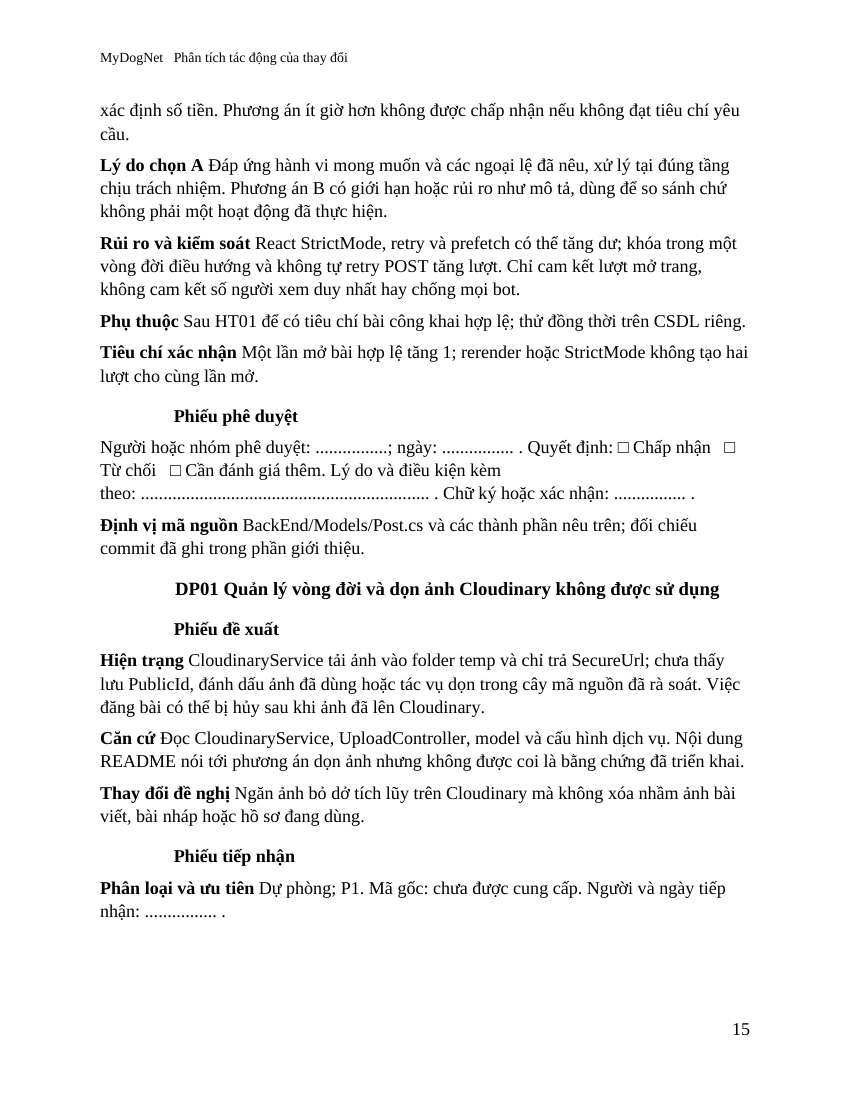 MyDogNet   Phân tích tác động của thay đổi
xác định số tiền. Phương án ít giờ hơn không được chấp nhận nếu không đạt tiêu chí yêu
cầu.
Lý do chọn A Đáp ứng hành vi mong muốn và các ngoại lệ đã nêu, xử lý tại đúng tầng
chịu trách nhiệm. Phương án B có giới hạn hoặc rủi ro như mô tả, dùng để so sánh chứ
không phải một hoạt động đã thực hiện.
Rủi ro và kiểm soát React StrictMode, retry và prefetch có thể tăng dư; khóa trong một
vòng đời điều hướng và không tự retry POST tăng lượt. Chỉ cam kết lượt mở trang,
không cam kết số người xem duy nhất hay chống mọi bot.
Phụ thuộc Sau HT01 để có tiêu chí bài công khai hợp lệ; thử đồng thời trên CSDL riêng.
Tiêu chí xác nhận Một lần mở bài hợp lệ tăng 1; rerender hoặc StrictMode không tạo hai
lượt cho cùng lần mở.
Phiếu phê duyệt
Người hoặc nhóm phê duyệt: ................; ngày: ................ . Quyết định: □ Chấp nhận   □
Từ chối   □ Cần đánh giá thêm. Lý do và điều kiện kèm
theo: ................................................................ . Chữ ký hoặc xác nhận: ................ .
Định vị mã nguồn BackEnd/Models/Post.cs và các thành phần nêu trên; đối chiếu
commit đã ghi trong phần giới thiệu.
DP01 Quản lý vòng đời và dọn ảnh Cloudinary không được sử dụng
Phiếu đề xuất
Hiện trạng CloudinaryService tải ảnh vào folder temp và chỉ trả SecureUrl; chưa thấy
lưu PublicId, đánh dấu ảnh đã dùng hoặc tác vụ dọn trong cây mã nguồn đã rà soát. Việc
đăng bài có thể bị hủy sau khi ảnh đã lên Cloudinary.
Căn cứ Đọc CloudinaryService, UploadController, model và cấu hình dịch vụ. Nội dung
README nói tới phương án dọn ảnh nhưng không được coi là bằng chứng đã triển khai.
Thay đổi đề nghị Ngăn ảnh bỏ dở tích lũy trên Cloudinary mà không xóa nhầm ảnh bài
viết, bài nháp hoặc hồ sơ đang dùng.
Phiếu tiếp nhận
Phân loại và ưu tiên Dự phòng; P1. Mã gốc: chưa được cung cấp. Người và ngày tiếp
nhận: ................ .
15